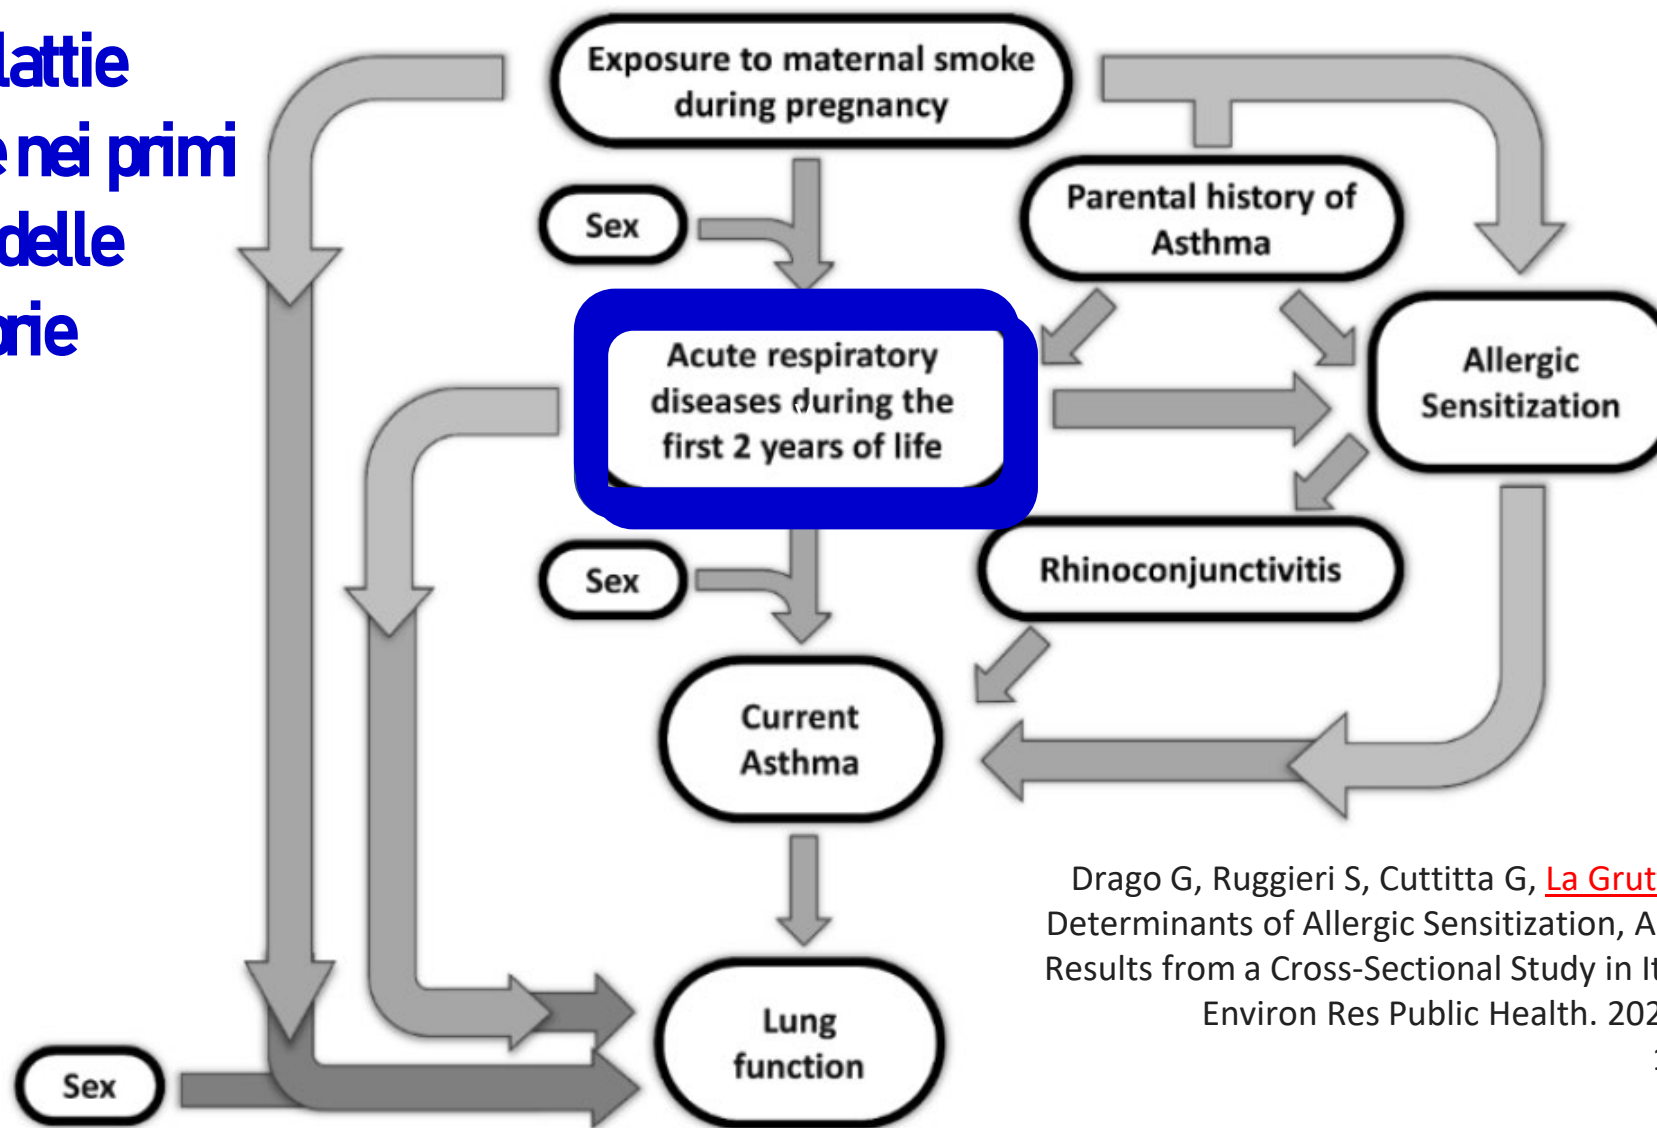 lattie
e nei primi
delle
orie
Exposure to maternal smoke
during pregnancy
Sex
Parental history of
Asthma
Acute respiratory
diseases during the
first 2 years of life
Allergic
Sensitization
Sex
Rhinoconjunctivitis
Current
Asthma
Drago G, Ruggieri S, Cuttitta G, La Grut
Determinants of Allergic Sensitization, A
Results from a Cross-Sectional Study in It
Environ Res Public Health. 202
Lung
function
Sex